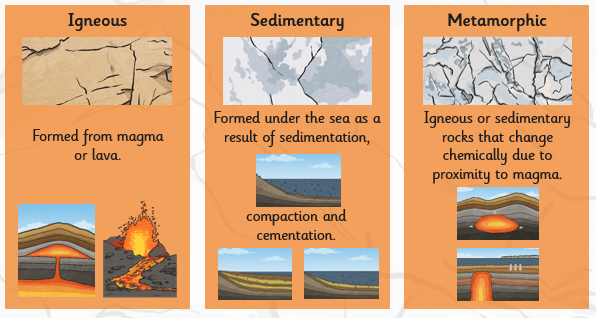 Igneous
Formed from magma
or lava.
Sedimentary
Formed under the sea as a
result of sedimentation,
compaction and
cementation.
Metamorphic
Igneous or sedimentary
rocks that change
chemically due to
proximity to magma.